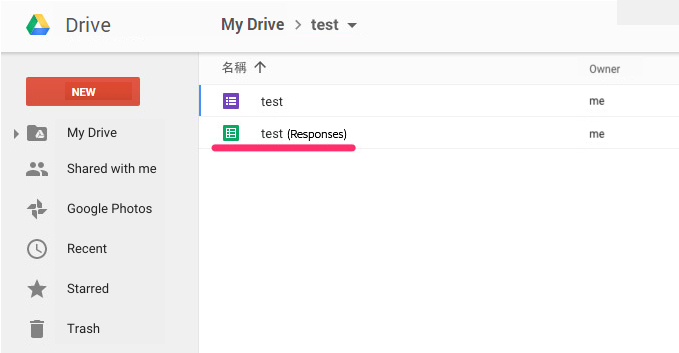 Drive
My Drive > test
NEW
My Drive
Shared with me
Google Photos
Recent
Starred
Trash
名稱 Owner
test me
test (Responses) me